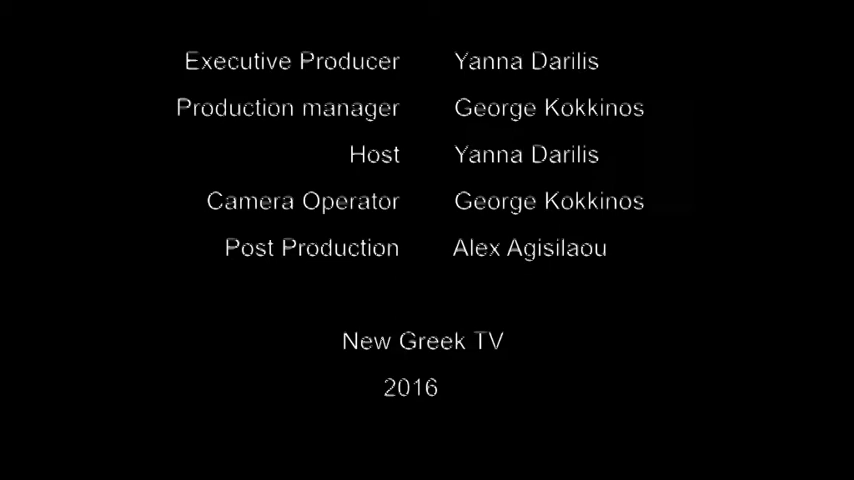 Executive Producer Yanna Darilis
Production manager George Kokkinos
Host Yanna Darilis
Camera Operator George Kokkinos
Post Production Alex Agisilaou
New Greek TV
2016